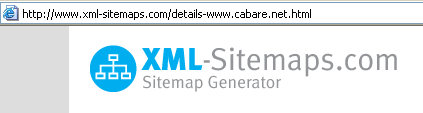 http://www.xml-sitemaps.com/details-www.cabare.net.html
XML-Sitemaps.com
Sitemap Generator